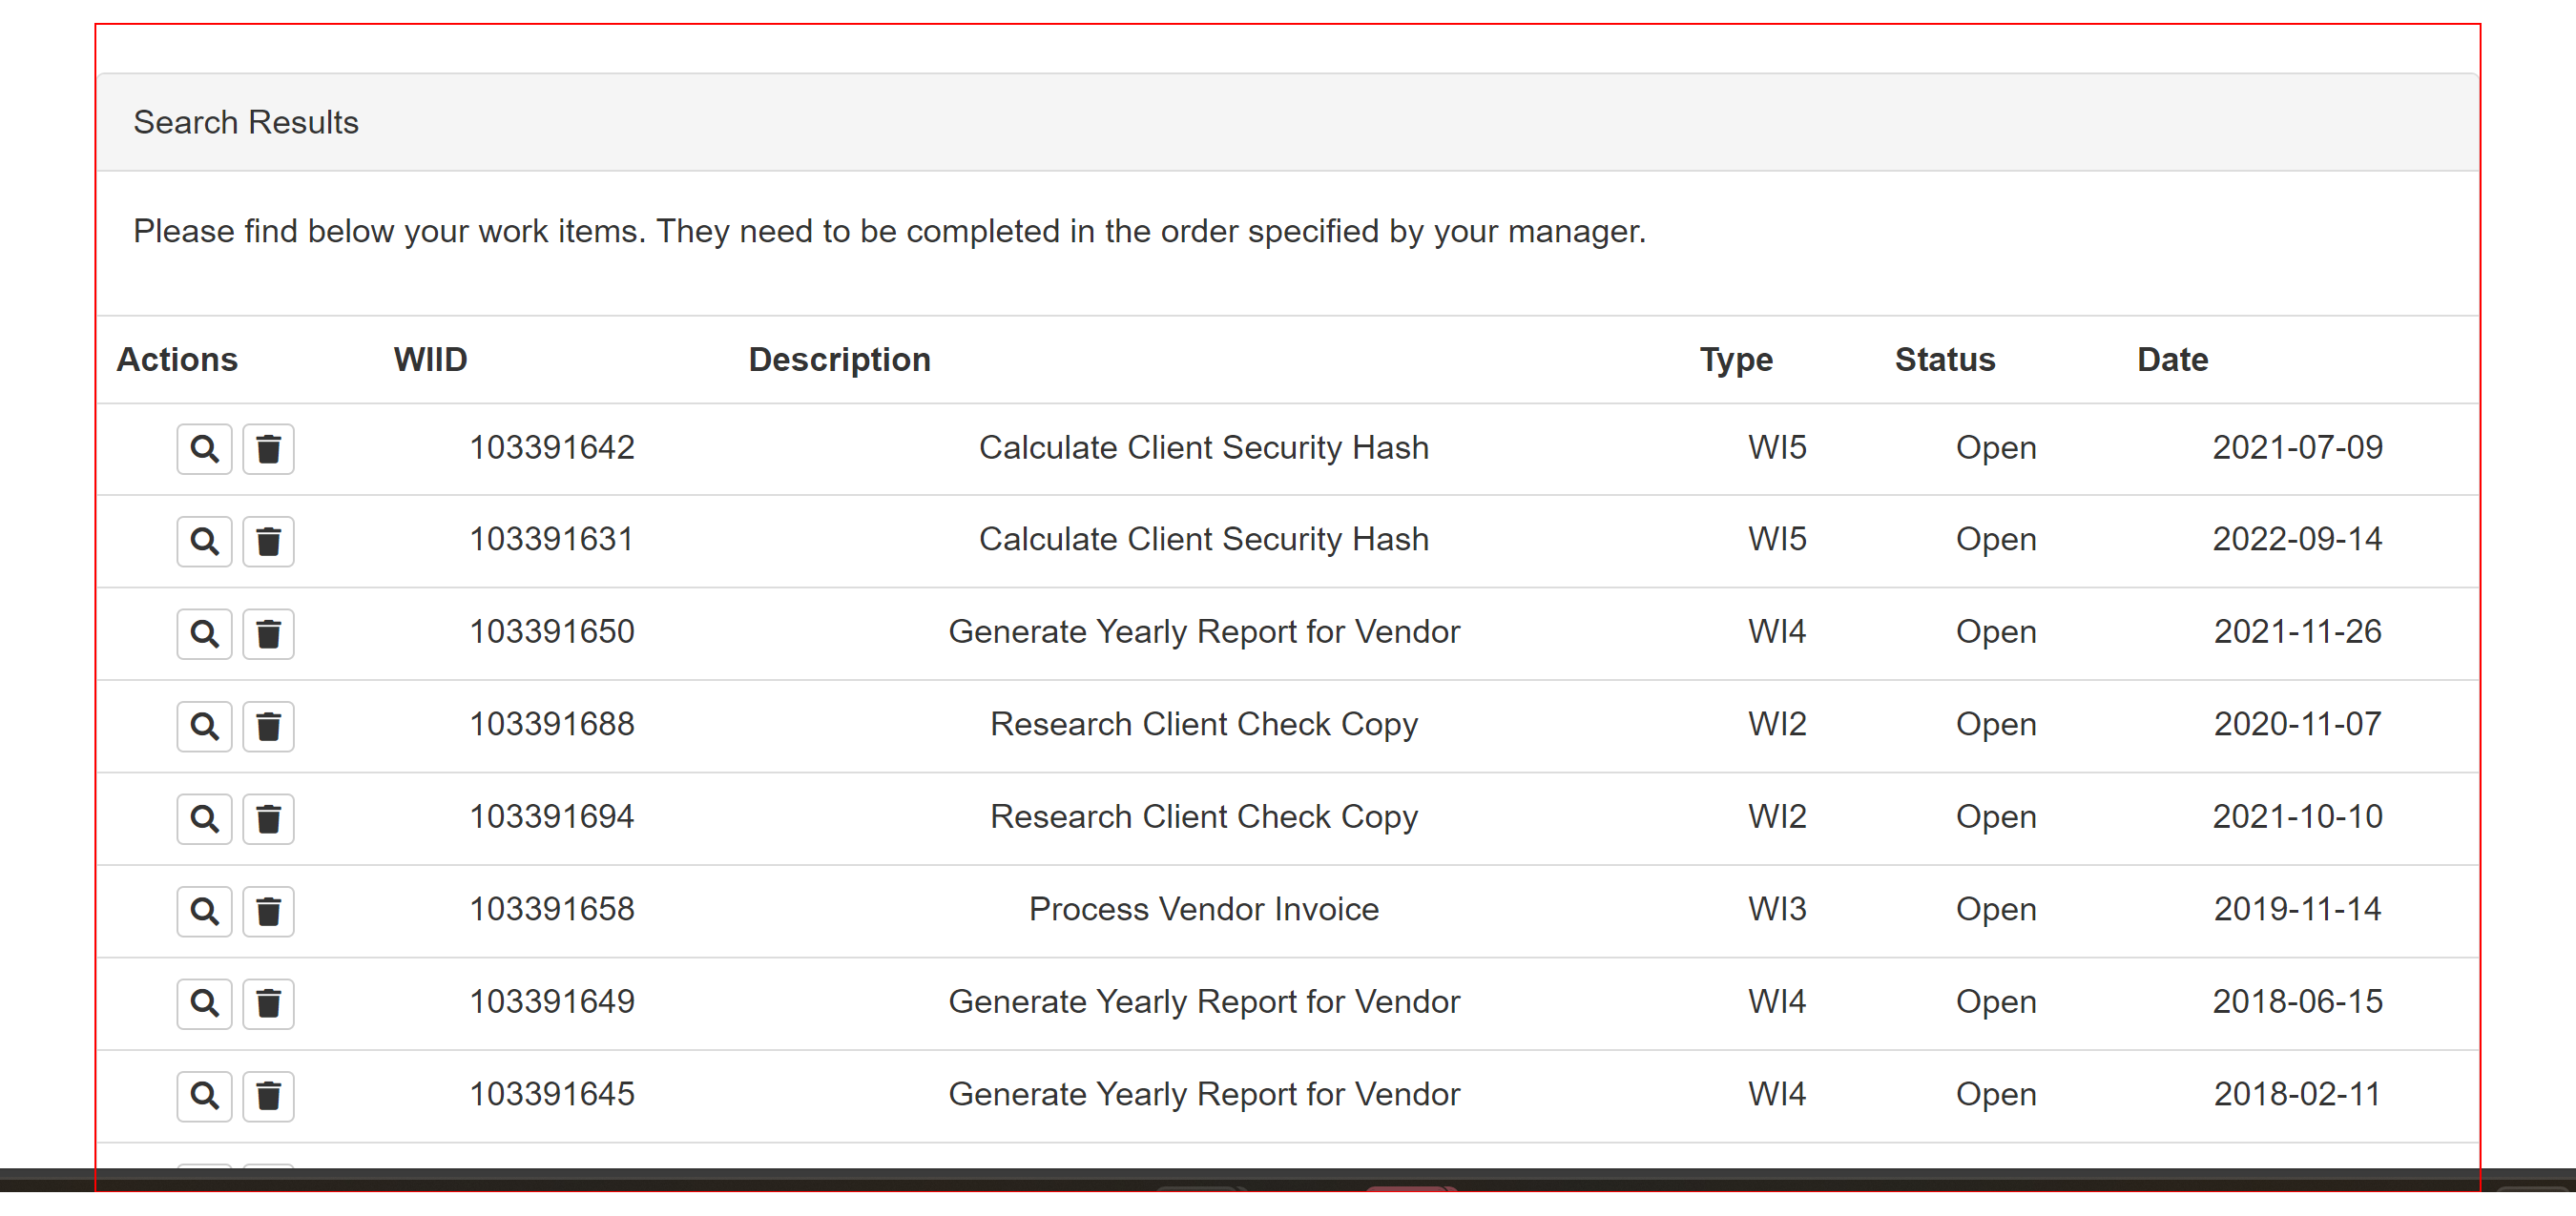 Search Results
Please find below your work items. They need to be completed in the order specified by your manager.
Actions WIID Description Type Status Date
103391642 Calculate Client Security Hash WI5 Open 2021-07-09
103391631 Calculate Client Security Hash WI5 Open 2022-09-14
103391650 Generate Yearly Report for Vendor WI4 Open 2021-11-26
103391688 Research Client Check Copy WI2 Open 2020-11-07
103391694 Research Client Check Copy WI2 Open 2021-10-10
103391658 Process Vendor Invoice WI3 Open 2019-11-14
103391649 Generate Yearly Report for Vendor WI4 Open 2018-06-15
103391645 Generate Yearly Report for Vendor WI4 Open 2018-02-11